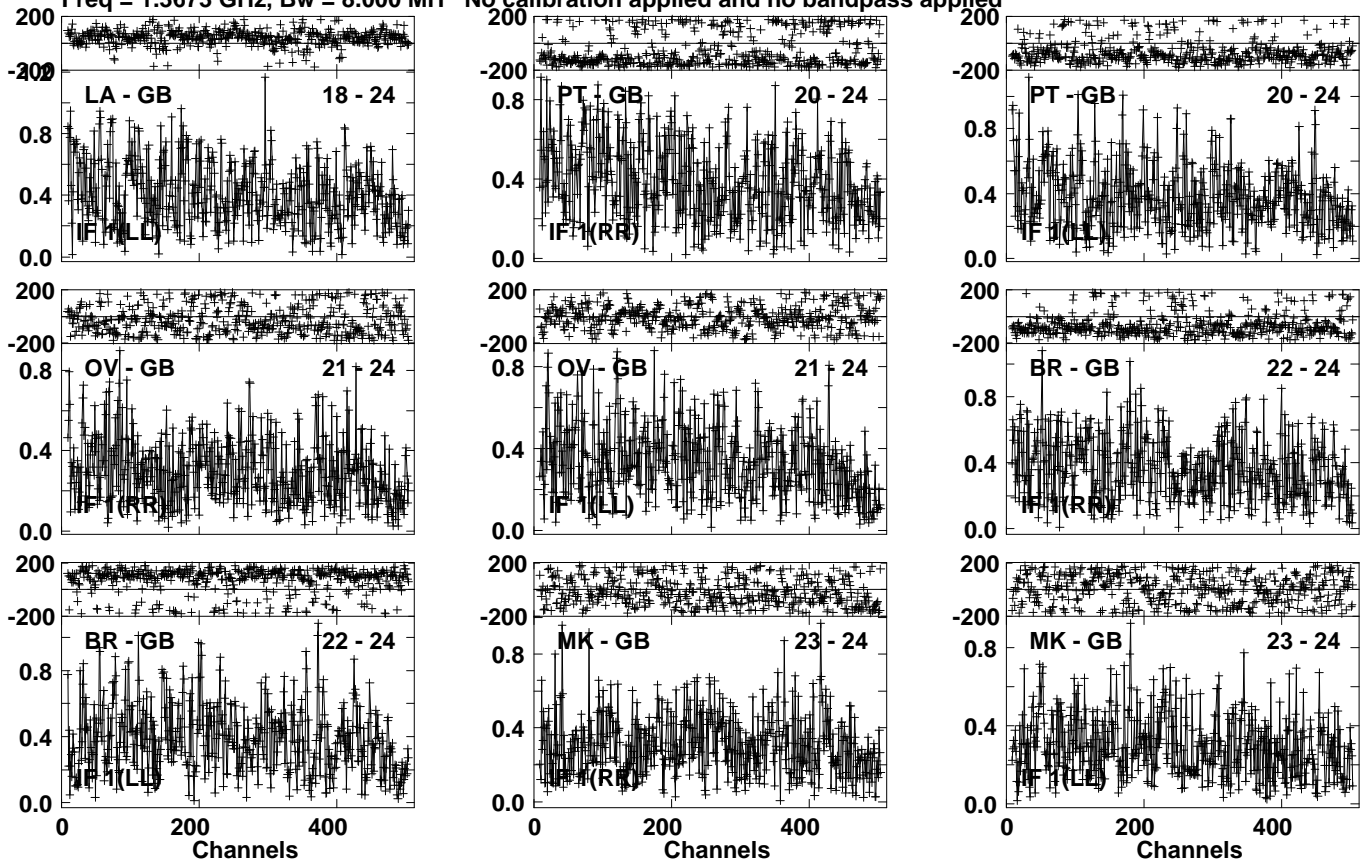 Freq = 1.3673 GHz, Bw = 8.000 MH No calibration applied and no bandpass applied
200 200 200
-200 -200 -200
1.2
LA - GB 18 - 24 PT - GB 20 - 24 PT - GB 20 - 24
0.8 0.8 0.8
0.4 0.4 0.4
IF 1(LL) IF 1(RR) IF 1(LL)
0.0 0.0 0.0
200 200 200
-200 -200 -200
OV - GB 21 - 24 OV - GB 21 - 24 BR - GB 22 - 24
0.8 0.8 0.8
0.4 0.4 0.4
IF 1(RR) IF 1(LL) IF 1(RR)
0.0 0.0 0.0
200 200 200
-200 -200 -200
BR - GB 22 - 24 MK - GB 23 - 24 MK - GB 23 - 24
0.8 0.8 0.8
0.4 0.4 0.4
IF 1(LL) IF 1(RR) IF 1(LL)
0.0 0.0 0.0
0 200 400 0 200 400 0 200 400
Channels Channels Channels